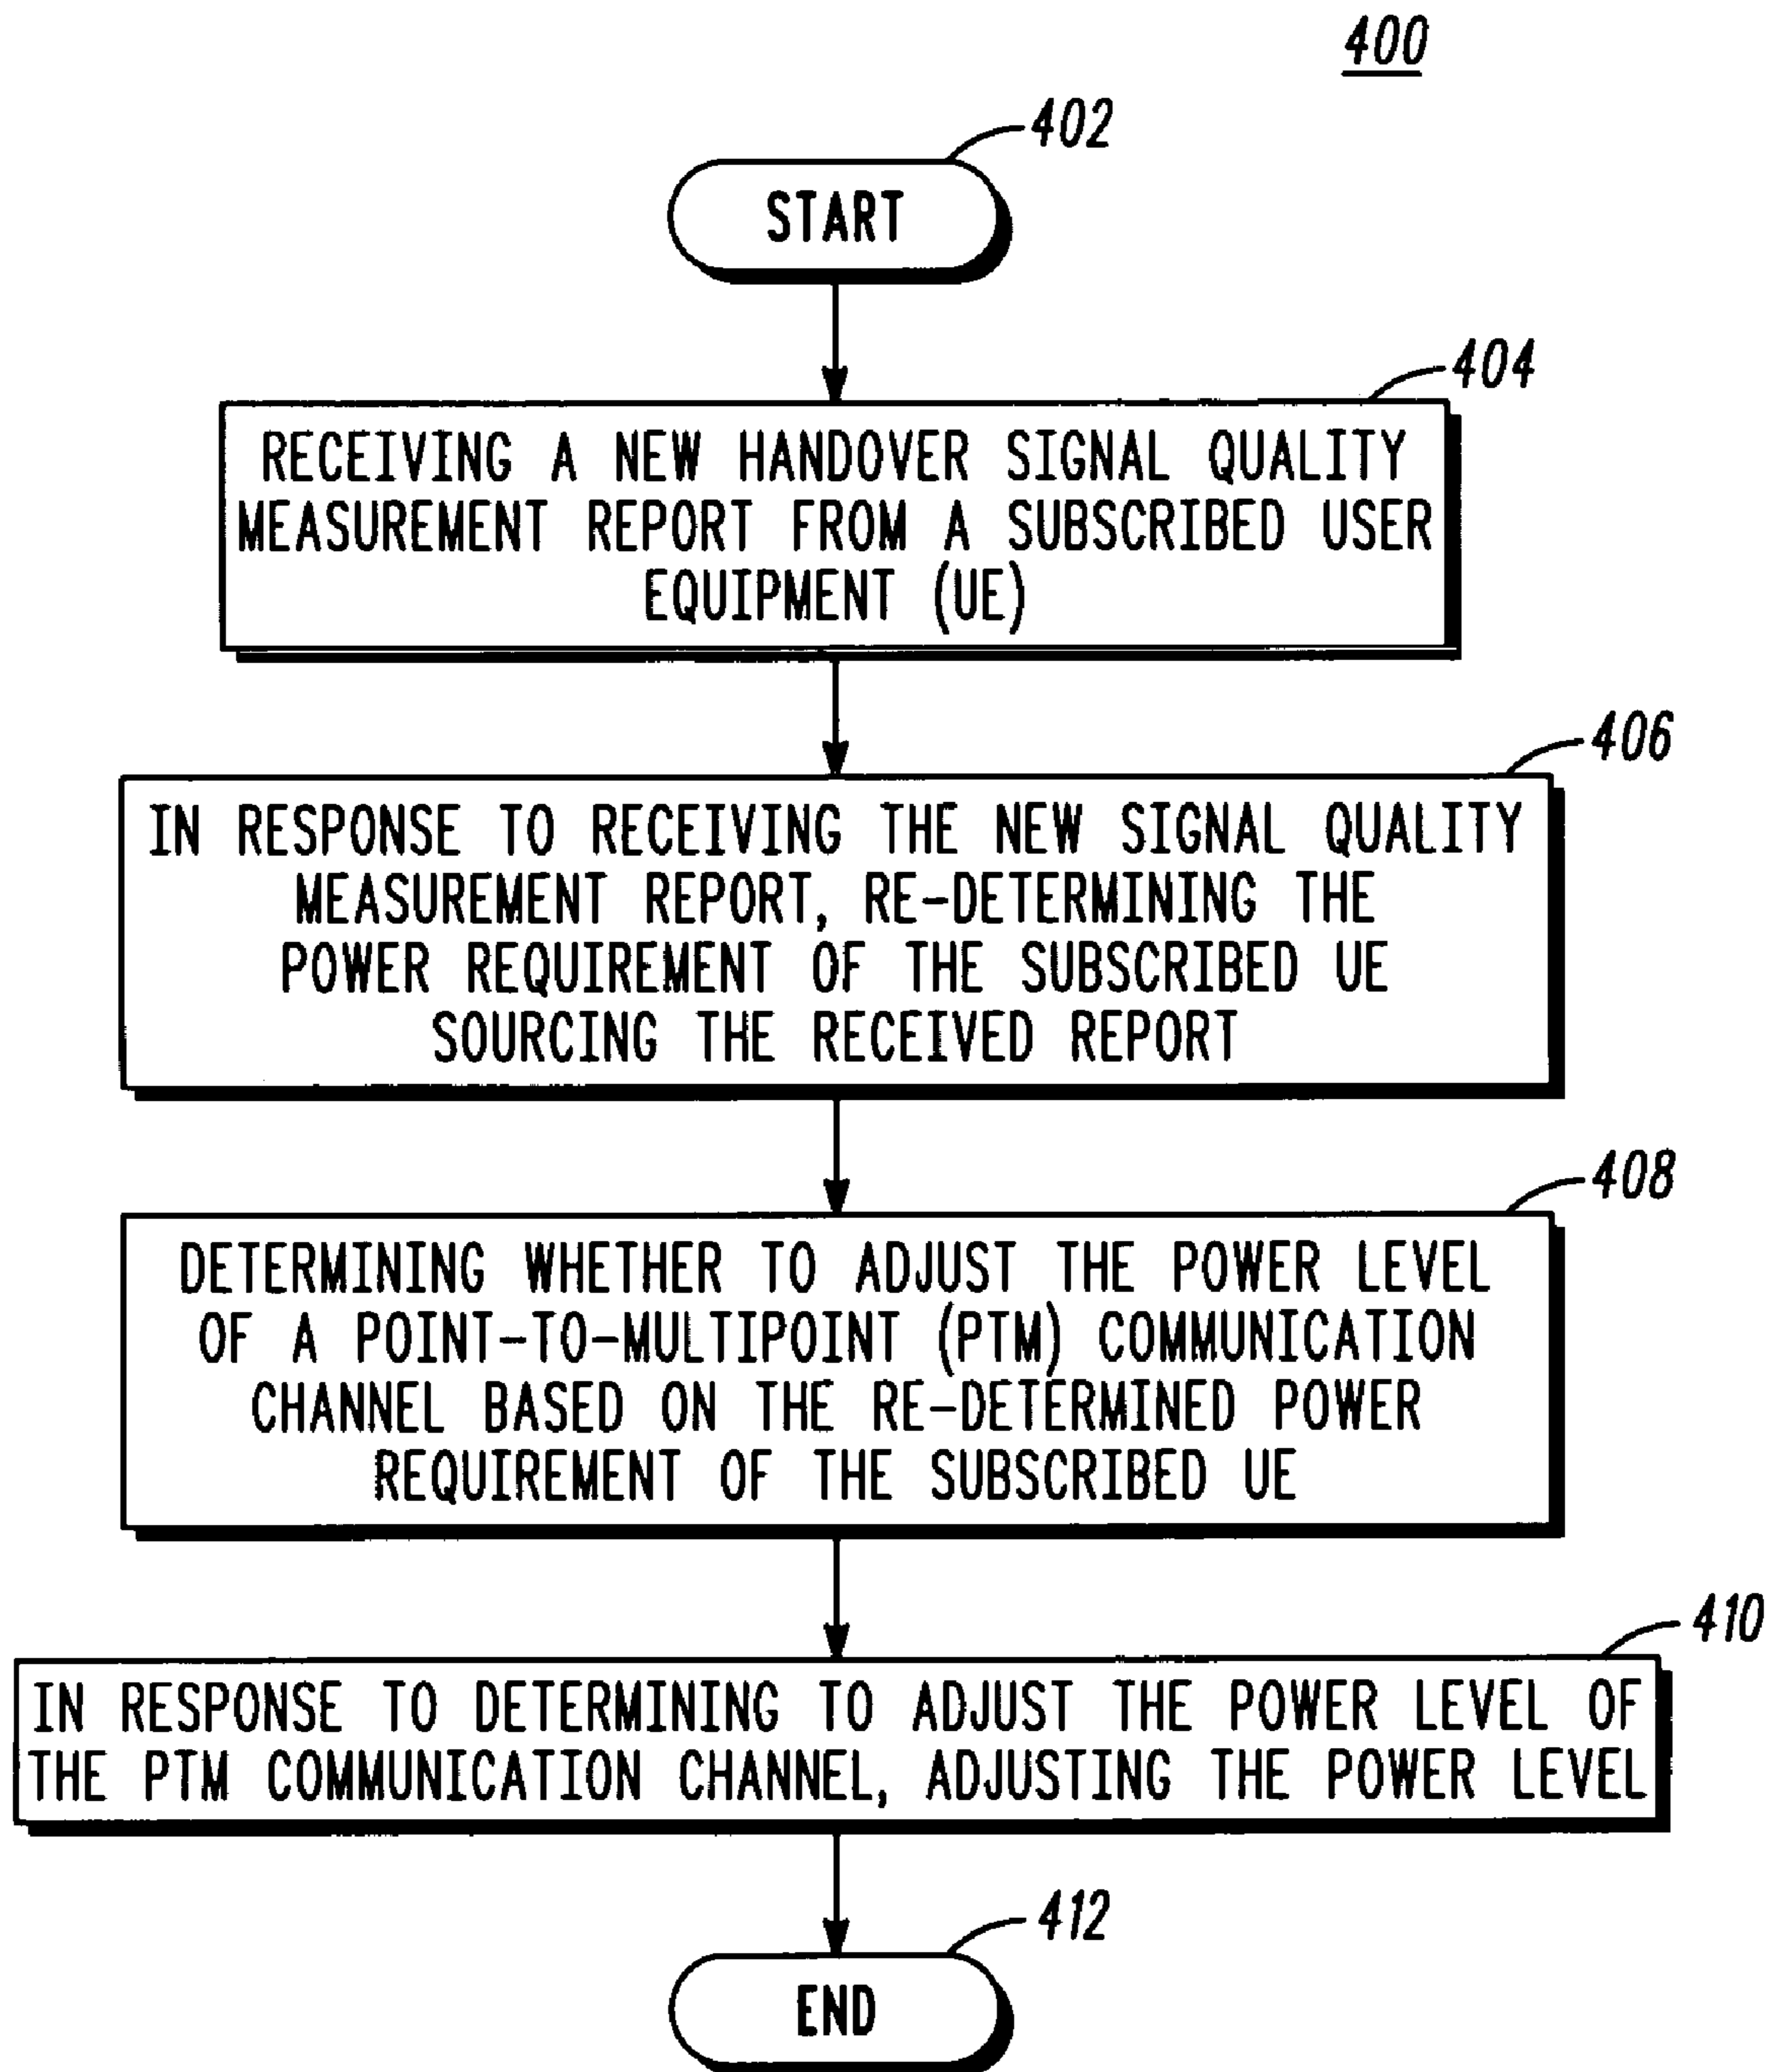 400
402
START
404
RECEIVING A NEW HANDOVER SIGNAL QUALITY
MEASUREMENT REPORT FROM A SUBSCRIBED USER
EQUIPMENT (UE)
406
IN RESPONSE TO RECEIVING THE NEW SIGNAL QUALITY
MEASUREMENT REPORT, RE-DETERMINING THE
POWER REQUIREMENT OF THE SUBSCRIBED UE
SOURCING THE RECEIVED REPORT
408
DETERMINING WHETHER TO ADJUST THE POWER LEVEL
OF A POINT-TO-MULTIPOINT (PTM) COMMUNICATION
CHANNEL BASED ON THE RE-DETERMINED POWER
REQUIREMENT OF THE SUBSCRIBED UE
410
IN RESPONSE TO DETERMINING TO ADJUST THE POWER LEVEL OF
THE PTM COMMUNICATION CHANNEL, ADJUSTING THE POWER LEVEL
412
END